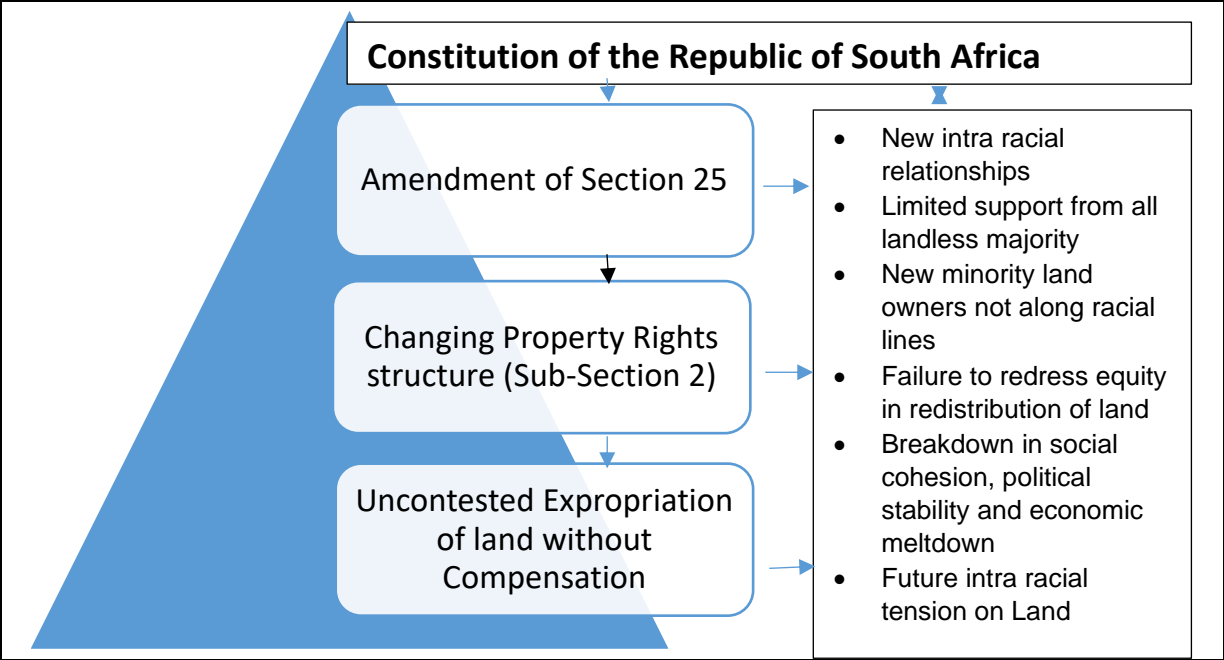 Constitution of the Republic of South Africa
Amendment of Section 25
Changing Property Rights
structure (Sub-Section 2)
Uncontested Expropriation
of land without
Compensation
• New intra racial
relationships
• Limited support from all
landless majority
• New minority land
owners not along racial
lines
• Failure to redress equity
in redistribution of land
• Breakdown in social
cohesion, political
stability and economic
meltdown
• Future intra racial
tension on Land